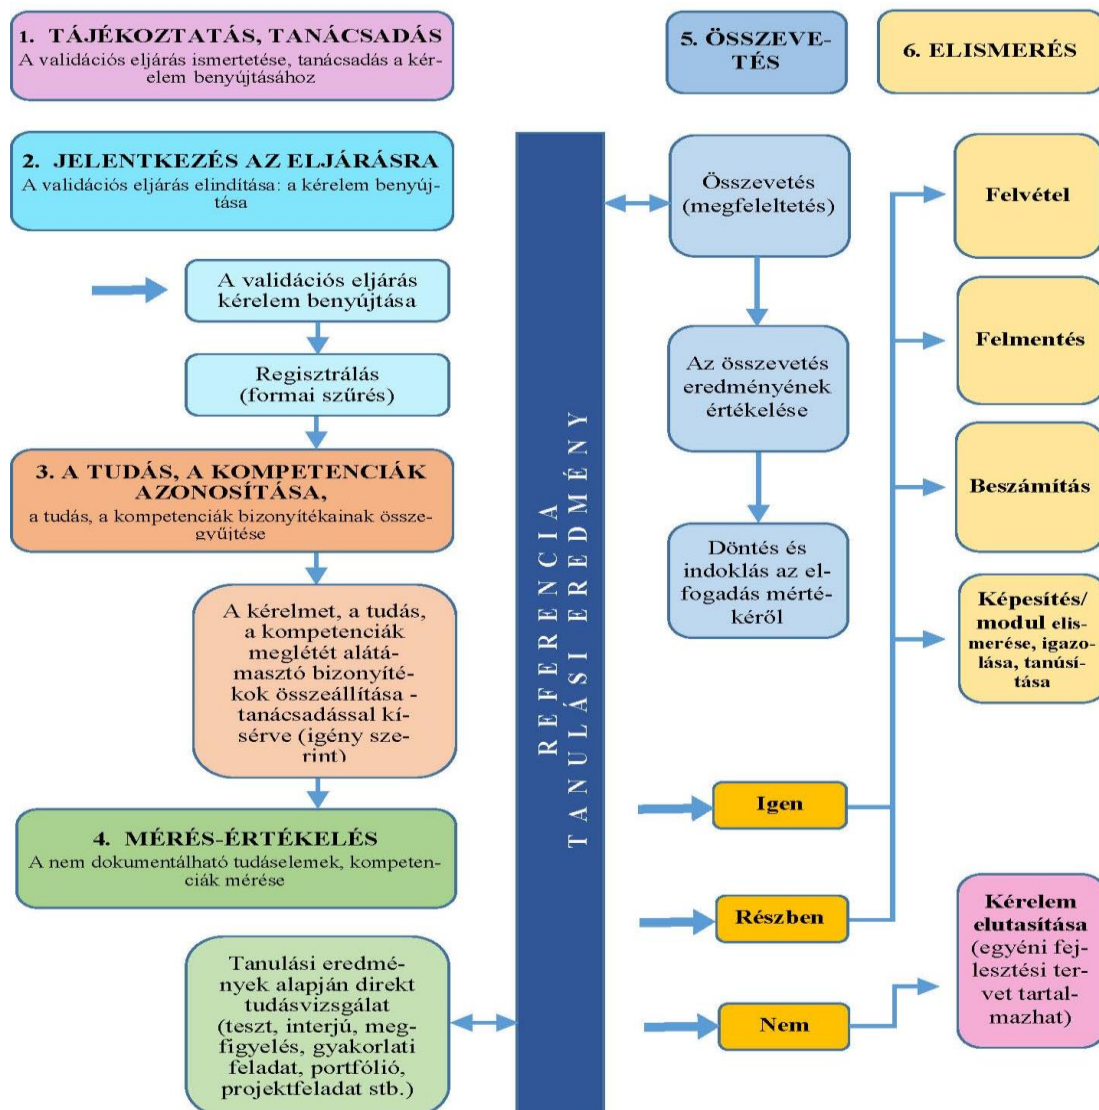 1. TÁJÉKOZTATÁS, TANÁCSADÁS
A validációs eljárás ismertetése, tanácsadás a kér-
elem benyújtásához
2. JELENTKEZÉS AZ ELJÁRÁSRA
A validációs eljárás elindítása: a kérelem benyúj-
tása
A validációs eljárás
kérelem benyújtása
Regisztrálás
(formai szűrés)
3. A TUDÁS, A KOMPETENCIÁK
AZONOSÍTÁSA,
a tudás, a kompetenciák bizonyítékainak össze-
gyűjtése
A kérelmet, a tudás,
a kompetenciák
meglétét alátá-
masztó bizonyíté-
kok összeállítása -
tanácsadással kí-
sérve (igény sze-
rint)
4. MÉRÉS-ÉRTÉKELÉS
A nem dokumentálható tudáselemek, kompeten-
ciák mérése
Tanulási eredmé-
nyek alapján direkt
tudásvizsgálat
(teszt, interjú, meg-
figyelés, gyakorlati
feladat, portfólió,
projektfeladat stb.)
REFERENCIA
TANULÁSI EREDMÉNY
5. ÖSSZEVE-
TÉS
Összevetés
(megfeleltetés)
Az összevetés
eredményének
értékelése
Döntés és
indoklás az el-
fogadás mérté-
kéről
Igen
Részben
Nem
6. ELISMERÉS
Felvétel
Felmentés
Beszámítás
Képesítés/
modul elis-
merése, igazo-
lása, tanúsí-
tása
Kérelem
elutasítása
(egyéni fej-
lesztési ter-
vet tartal-
mazhat)